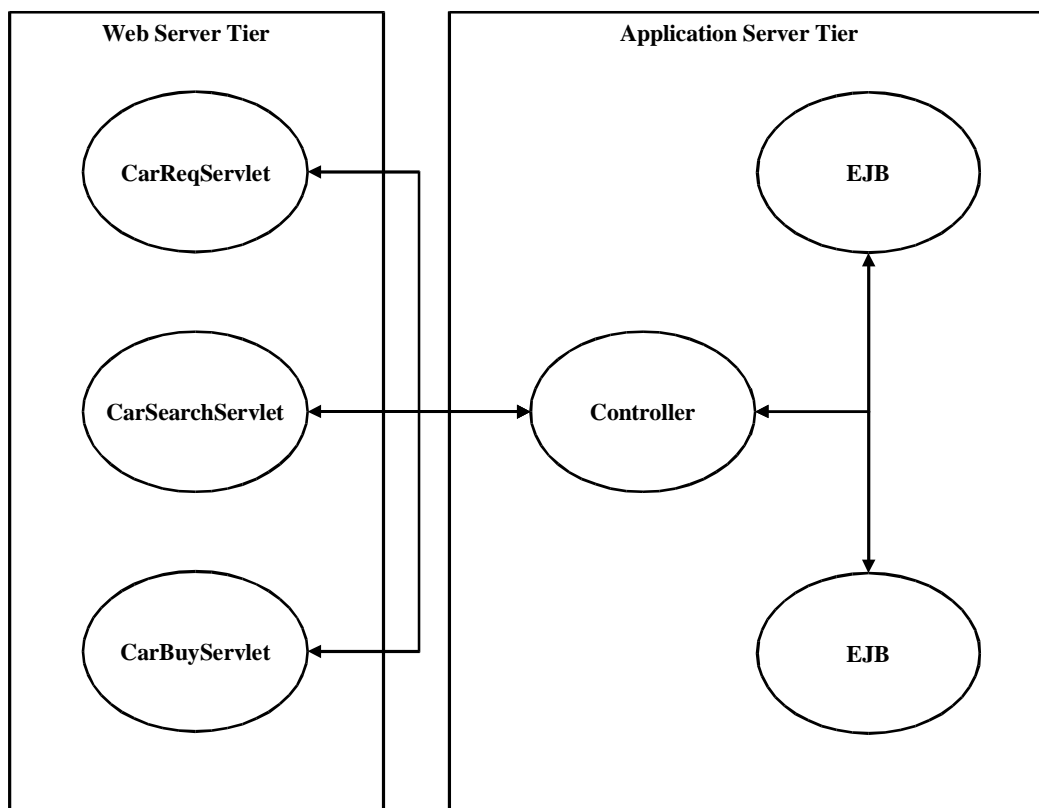 Web Server Tier
Application Server Tier
CarReqServlet
EJB
CarSearchServlet
Controller
CarBuyServlet
EJB